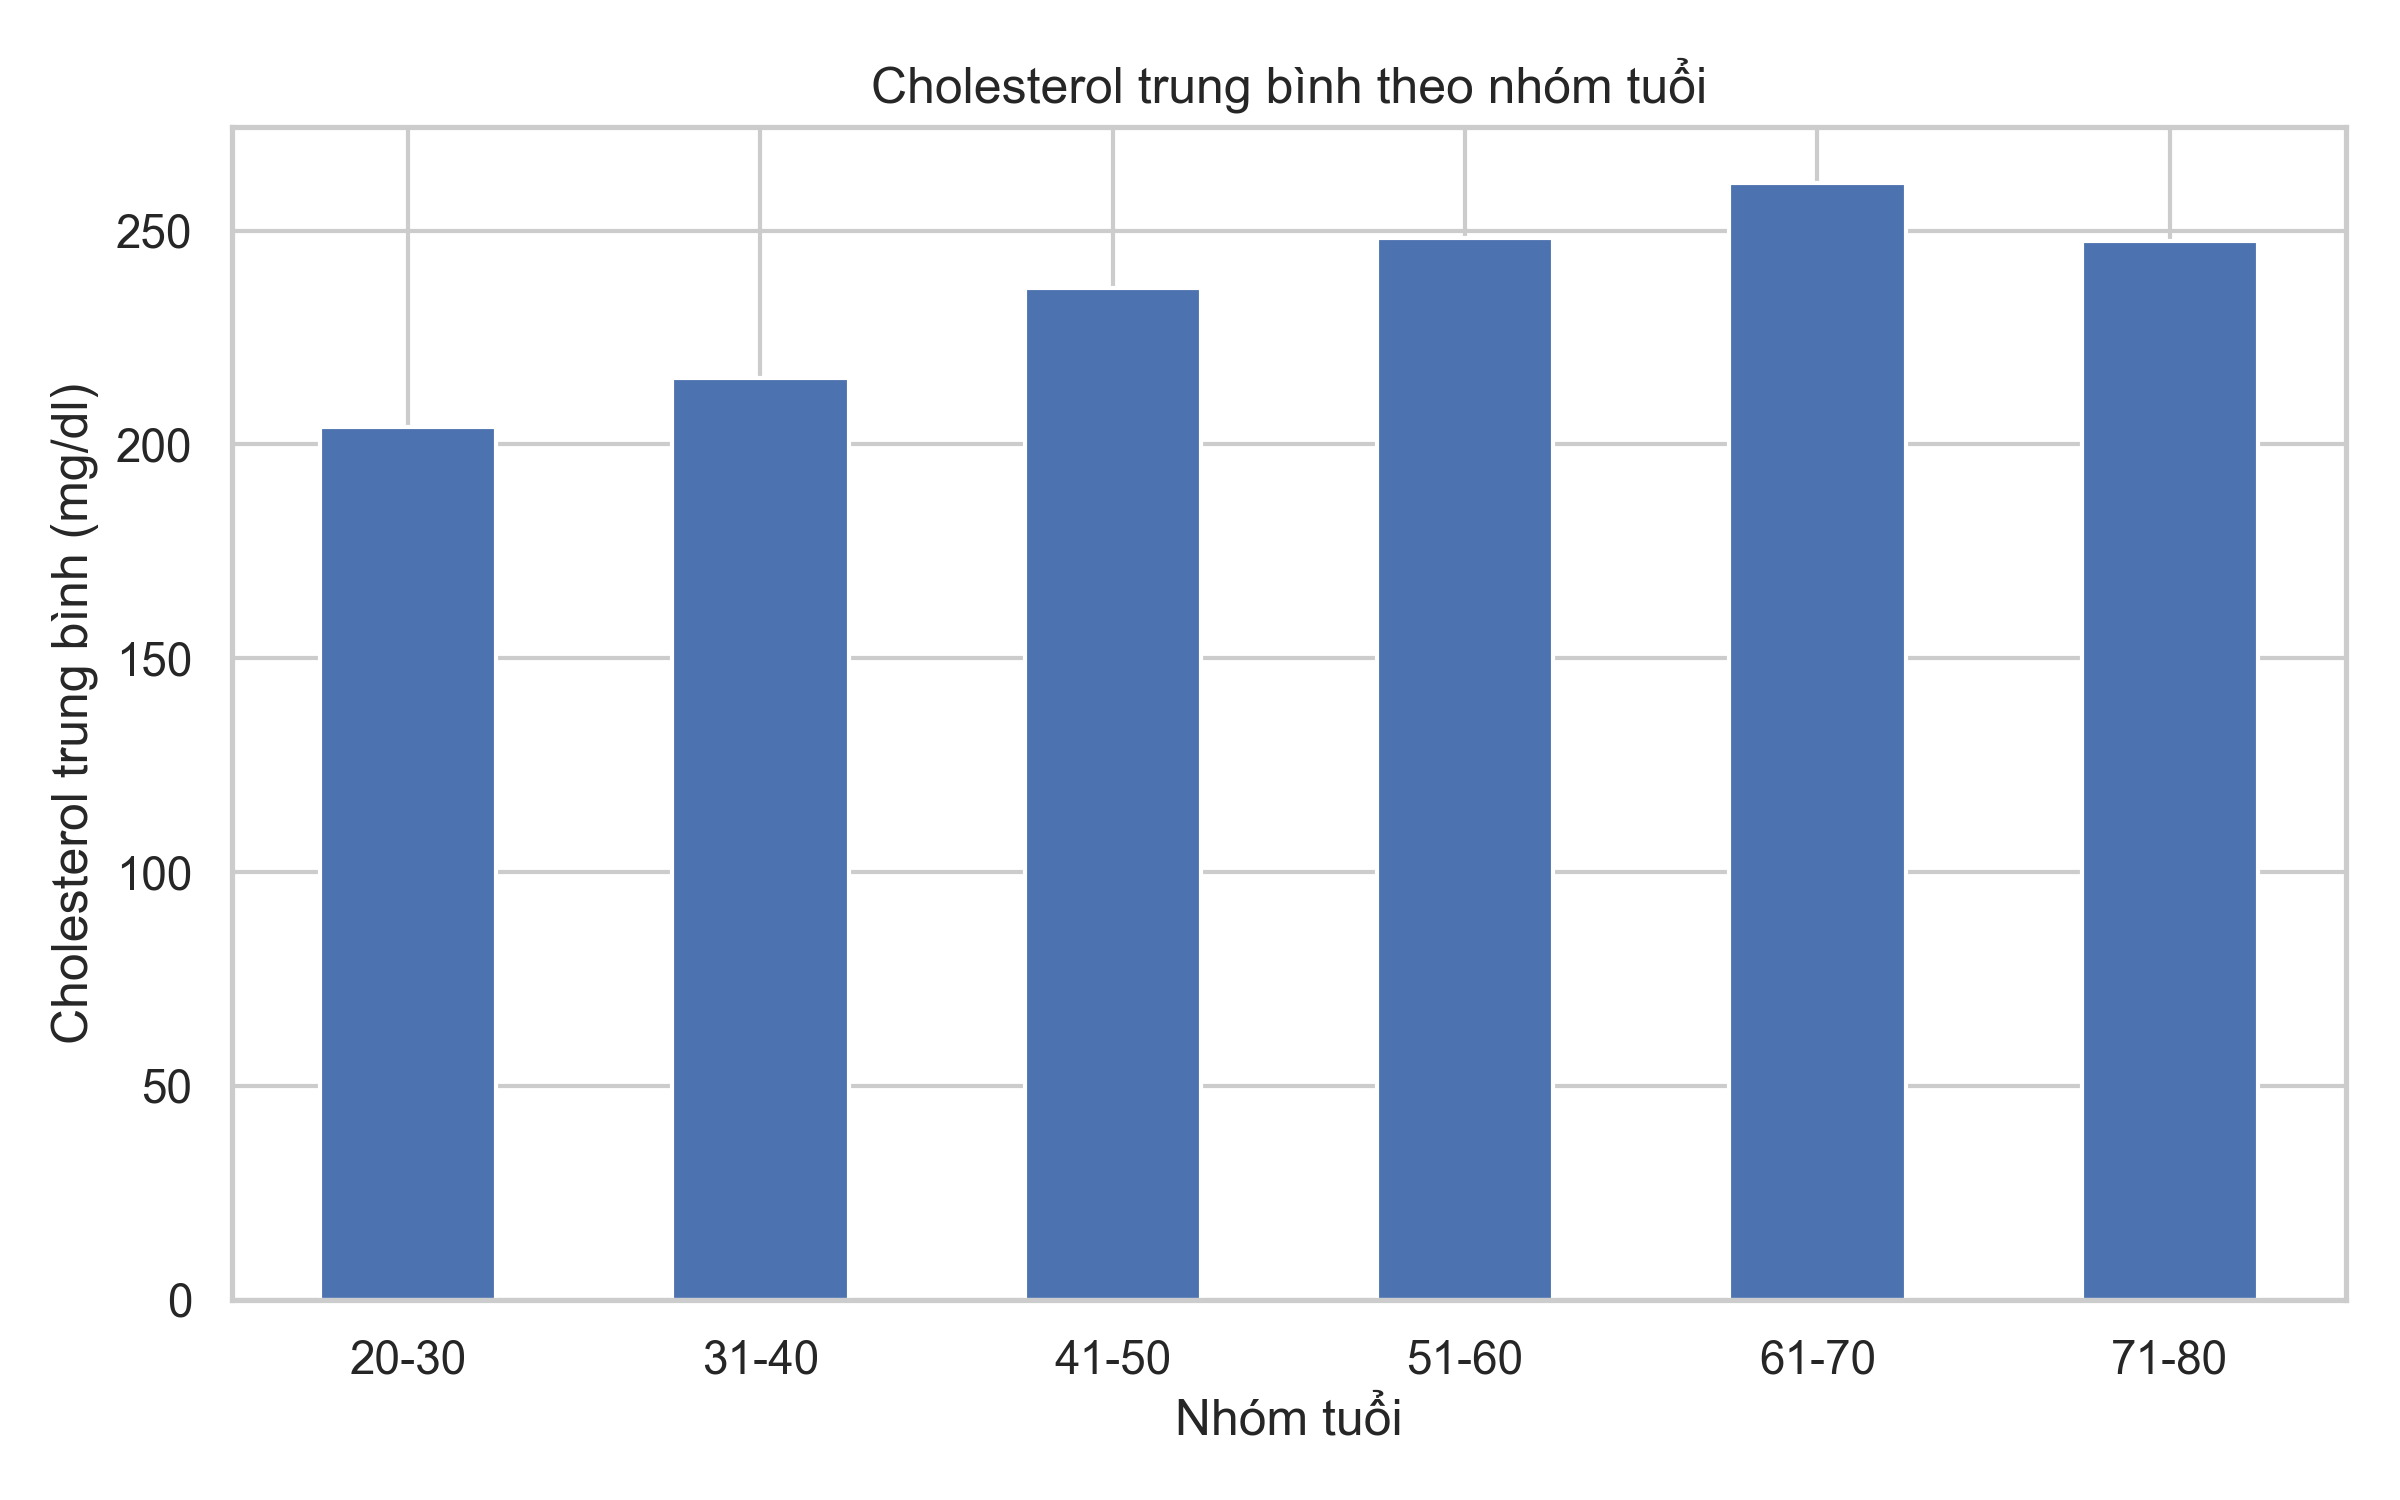 Cholesterol trung bình theo nhóm tuổi
Cholesterol trung bình (mg/dl)
250
200
150
100
50
0
20-30 31-40 41-50 51-60 61-70 71-80
Nhóm tuổi